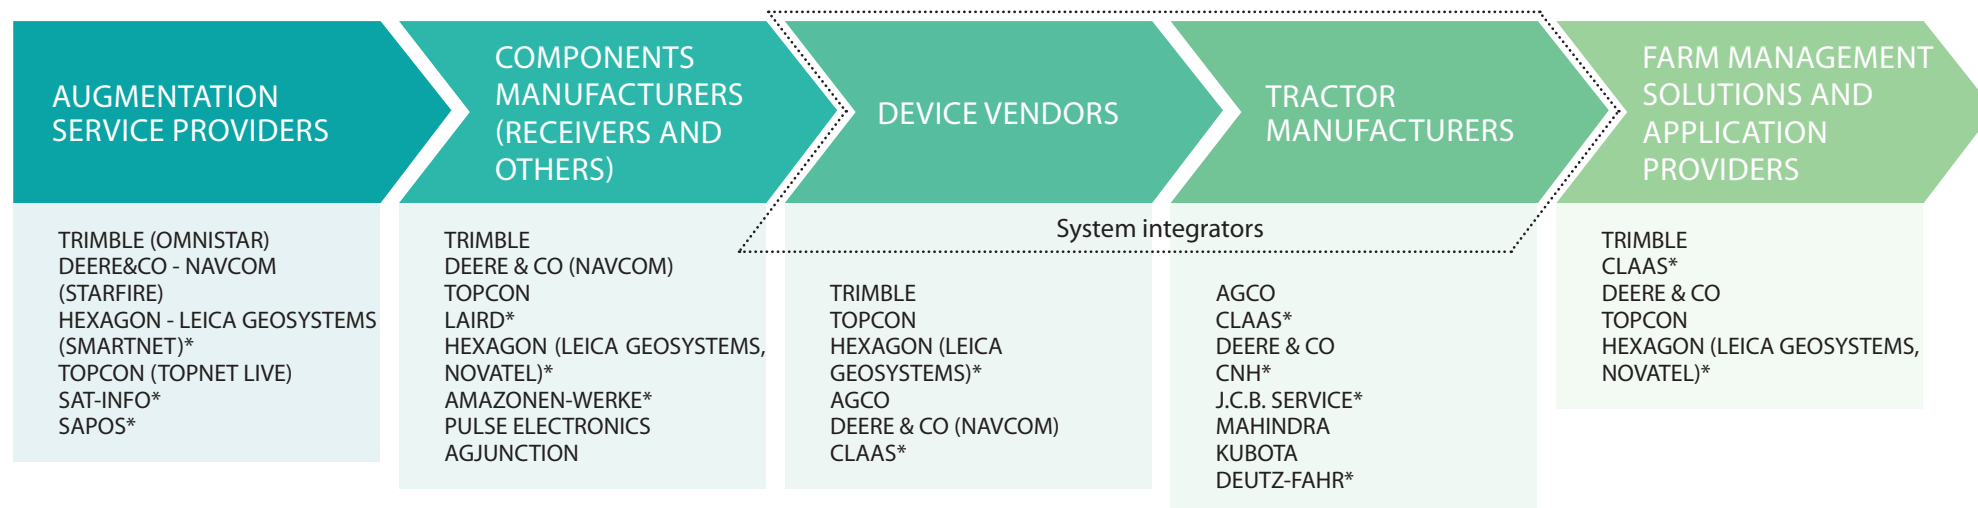 AUGMENTATION
SERVICE PROVIDERS
TRIMBLE (OMNISTAR)
DEERE&CO - NAVCOM
(STARFIRE)
HEXAGON - LEICA GEOSYSTEMS
(SMARTNET)*
TOPCON (TOPNET LIVE)
SAT-INFO*
SAPOS*
COMPONENTS
MANUFACTURERS
(RECEIVERS AND
OTHERS)
TRIMBLE
DEERE & CO (NAVCOM)
TOPCON
LAIRD*
HEXAGON (LEICA GEOSYSTEMS,
NOVATEL)*
AMAZONEN-WERKE*
PULSE ELECTRONICS
AGJUNCTION
System integrators
DEVICE VENDORS
TRIMBLE
TOPCON
HEXAGON (LEICA
GEOSYSTEMS)*
AGCO
DEERE & CO (NAVCOM)
CLAAS*
TRACTOR
MANUFACTURERS
AGCO
CLAAS*
DEERE & CO
CNH*
J.C.B. SERVICE*
MAHINDRA
KUBOTA
DEUTZ-FAHR*
FARM MANAGEMENT
SOLUTIONS AND
APPLICATION
PROVIDERS
TRIMBLE
CLAAS*
DEERE & CO
TOPCON
HEXAGON (LEICA GEOSYSTEMS,
NOVATEL)*